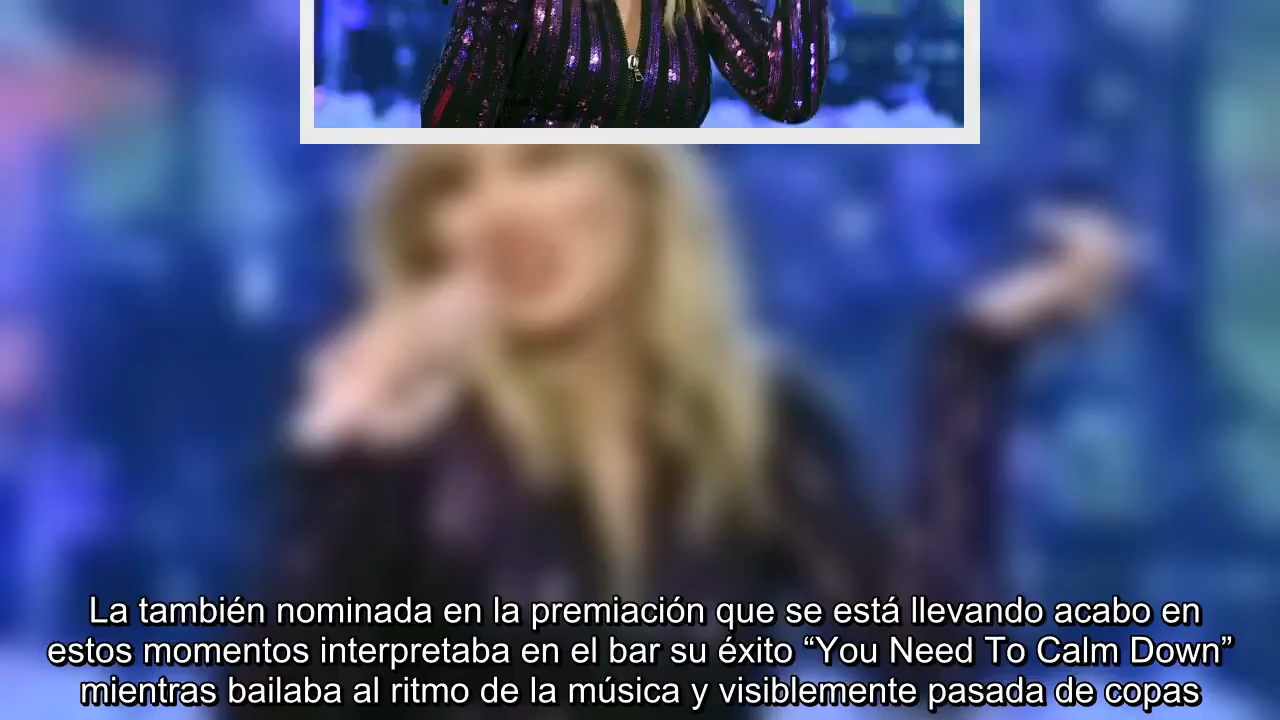 La también nominada en la premiación que se está llevando acabo en
estos momentos interpretaba en el bar su éxito “You Need To Calm Down”
mientras bailaba al ritmo de la música y visiblemente pasada de copas